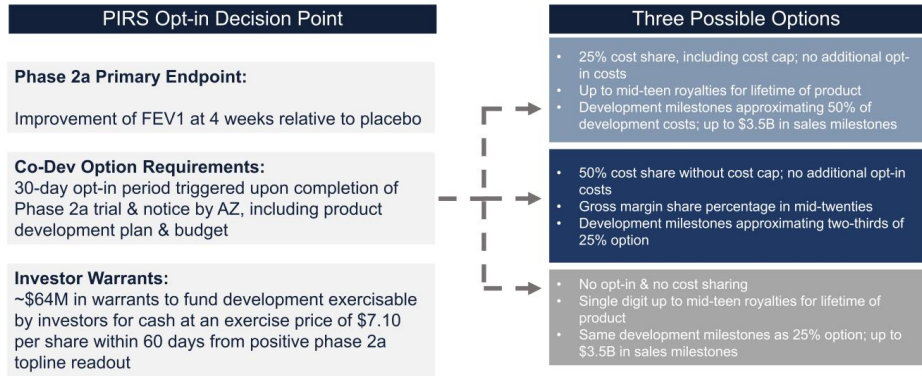 PIRS Opt-in Decision Point
Phase 2a Primary Endpoint:
Improvement of FEV1 at 4 weeks relative to placebo
Co-Dev Option Requirements:
30-day opt-in period triggered upon completion of
Phase 2a trial & notice by AZ, including product
development plan & budget
Investor Warrants:
~$64M in warrants to fund development exercisable
by investors for cash at an exercise price of $7.10
per share within 60 days from positive phase 2a
topline readout
Three Possible Options
• 25% cost share, including cost cap; no additional opt-
in costs
• Up to mid-teen royalties for lifetime of product
• Development milestones approximating 50% of
development costs; up to $3.5B in sales milestones
• 50% cost share without cost cap; no additional opt-in
costs
• Gross margin share percentage in mid-twenties
• Development milestones approximating two-thirds of
25% option
• No opt-in & no cost sharing
• Single digit up to mid-teen royalties for lifetime of
product
• Same development milestones as 25% option; up to
$3.5B in sales milestones